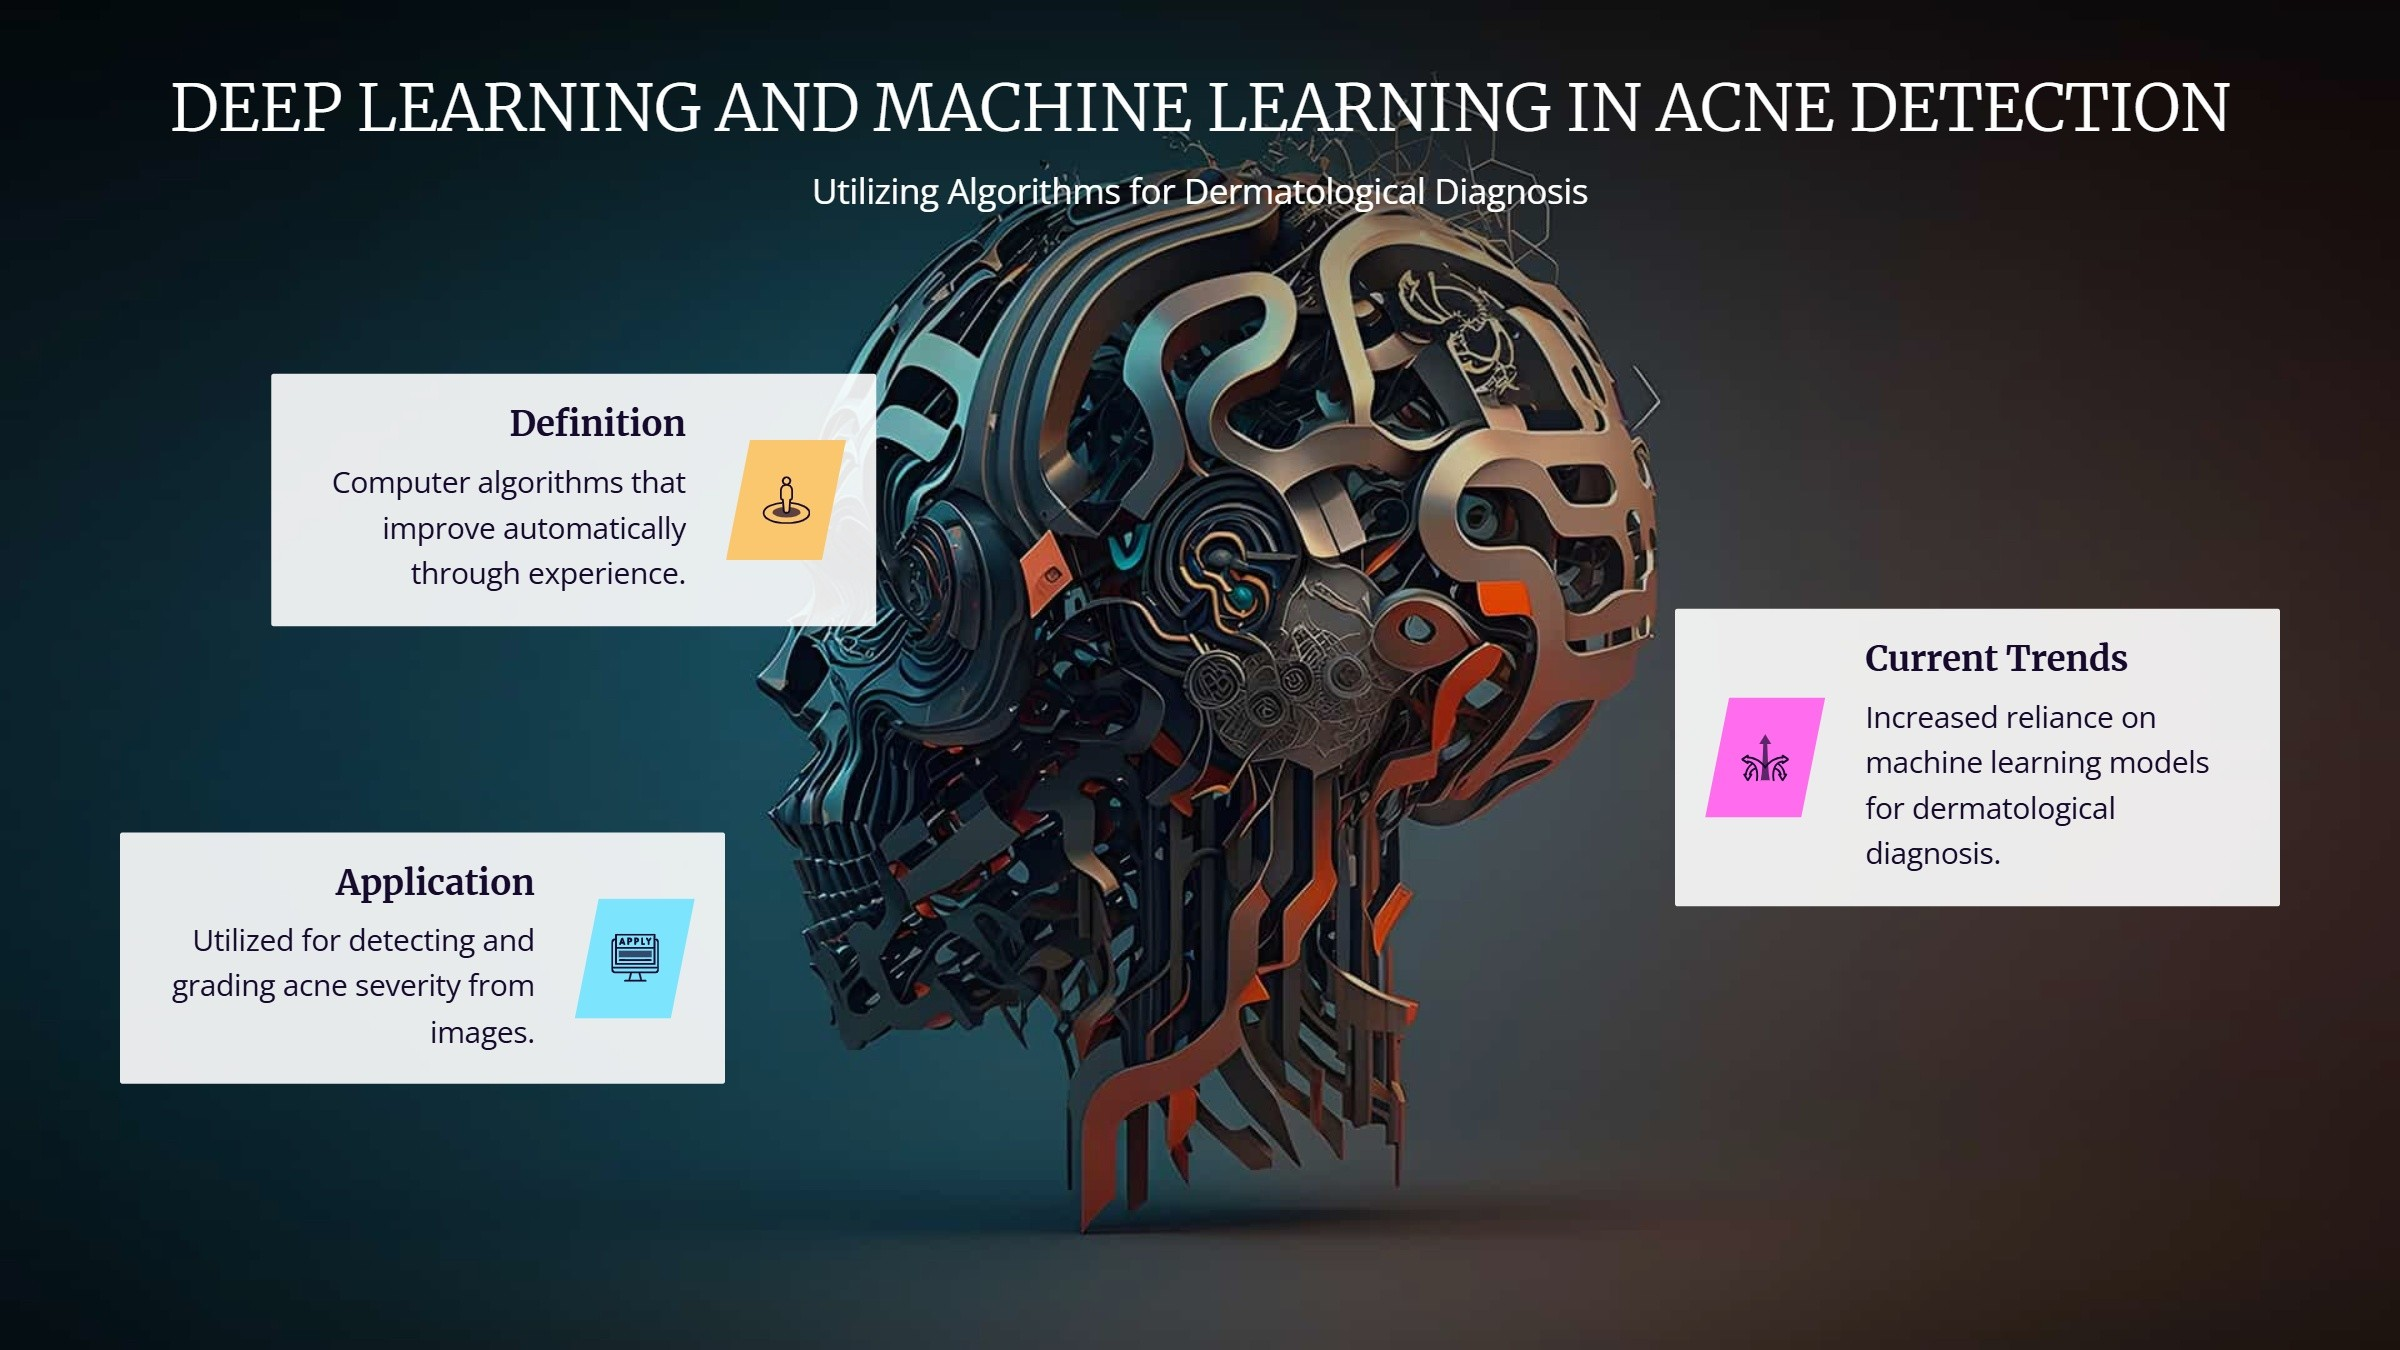 DEEP LEARNING AND MACHINE LEARNING IN ACNE DETECTION
Utilizing Algorithms for Dermatological Diagnosis
Definition
Computer algorithms that
improve automatically
through experience.
Application
Utilized for detecting and
grading acne severity from
images.
APPLY
Current Trends
Increased reliance on
machine learning models
for dermatological
diagnosis.